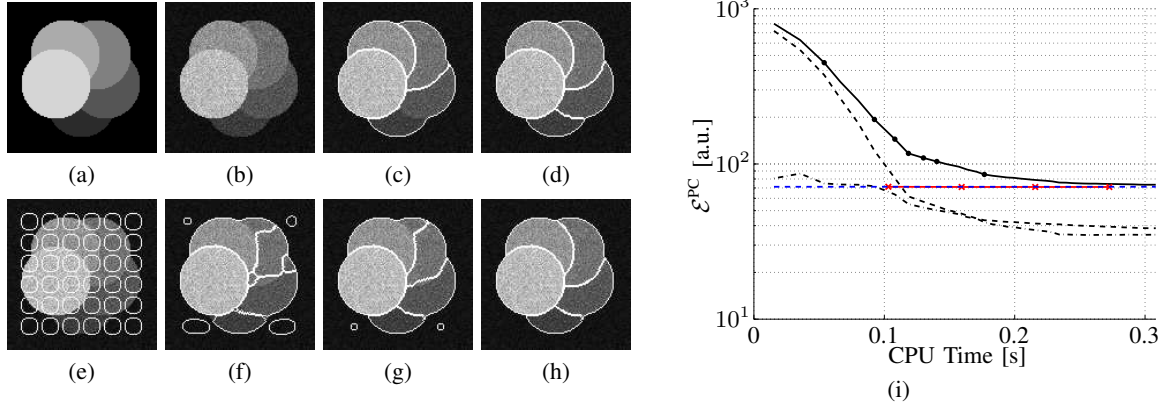 (a) (b) (c) (d)
(e) (f) (g) (h)
ℰ^PC [a.u.]
10^3
10^2
10^1
0 0.1 0.2 0.3
CPU Time [s]
(i)